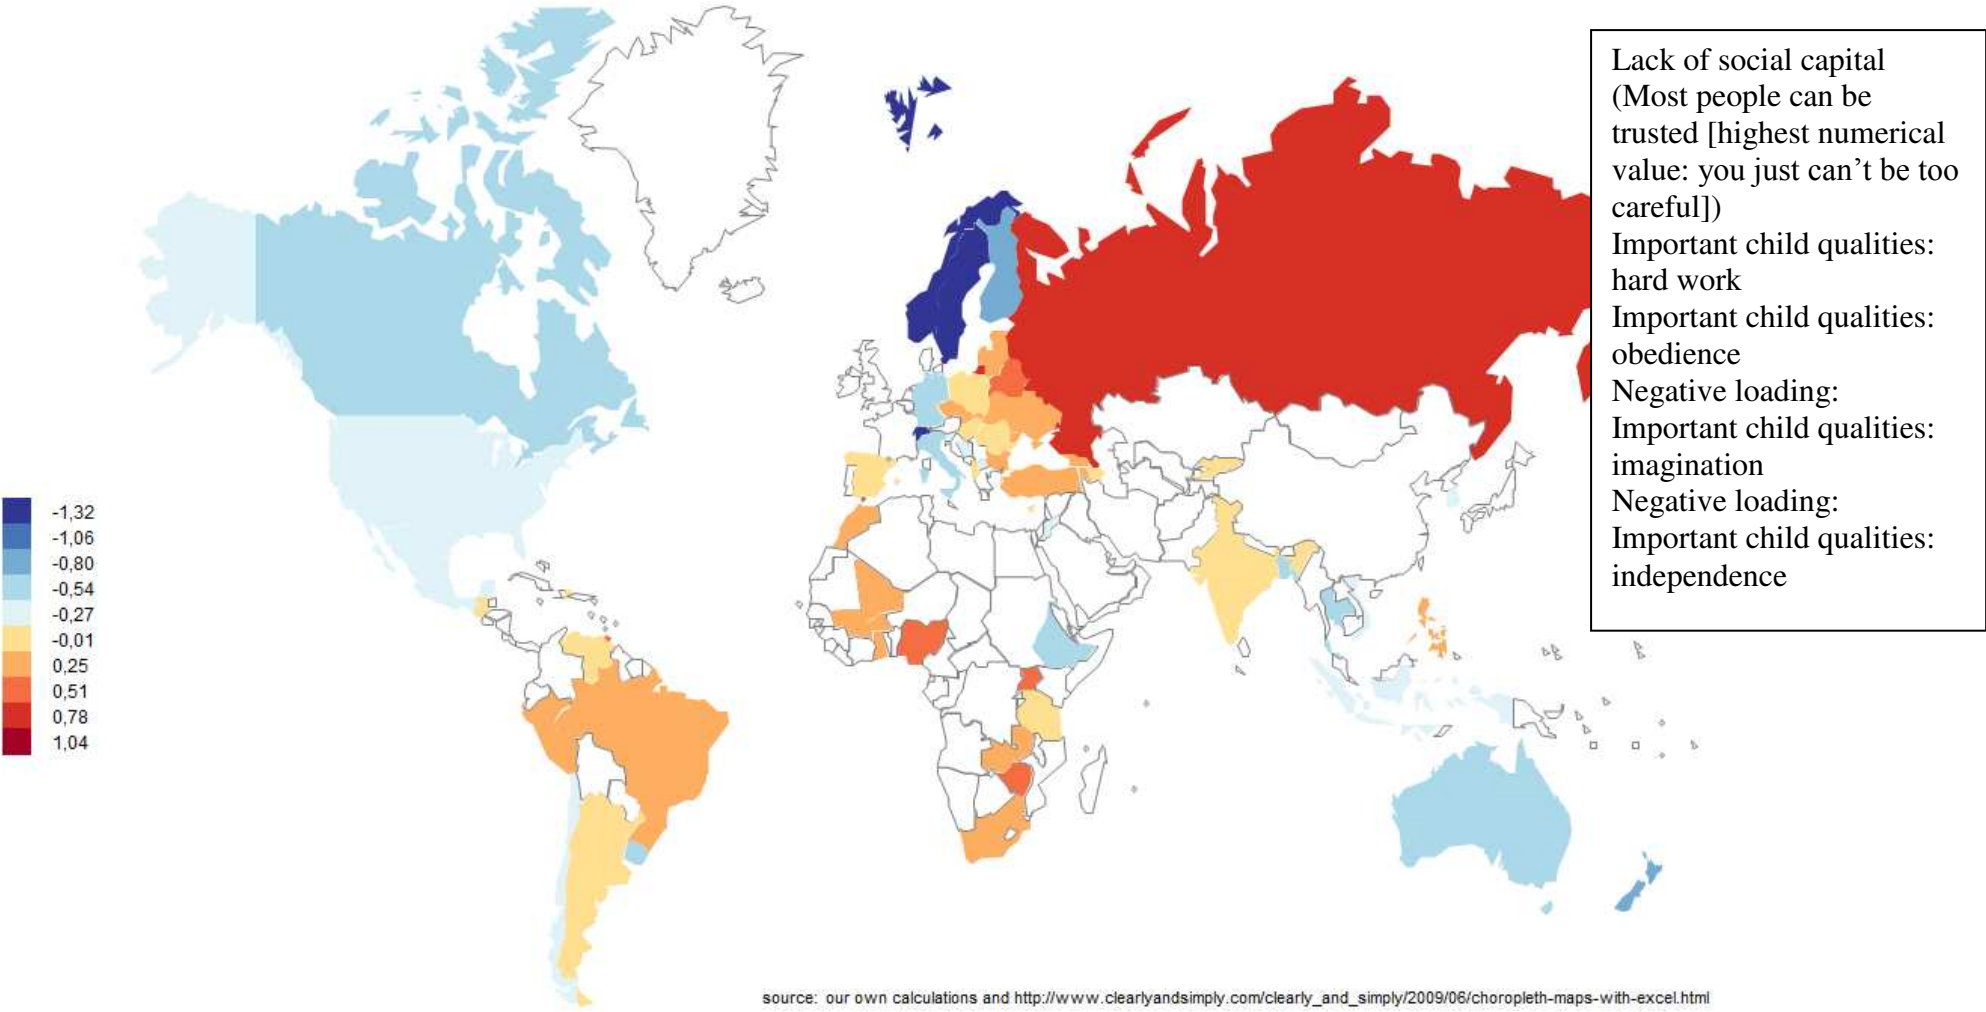 Lack of social capital
(Most people can be
trusted [highest numerical
value: you just can’t be too
careful])
Important child qualities:
hard work
Important child qualities:
obedience
Negative loading:
Important child qualities:
imagination
Negative loading:
Important child qualities:
independence
-1,32
-1,06
-0,80
-0,54
-0,27
-0,01
0,25
0,51
0,78
1,04
source: our own calculations and http://www.clearlyandsimply.com/clearly_and_simply/2009/06/choropleth-maps-with-excel.html